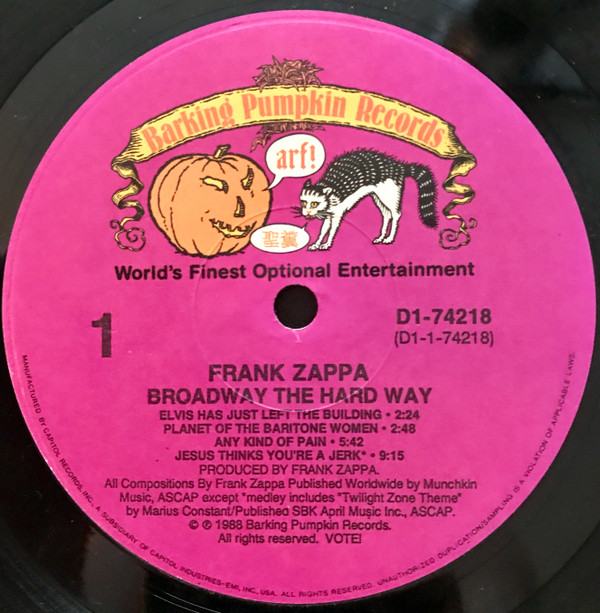 Barking Pumpkin Records
arf!
聖糞
World's Finest Optional Entertainment
1
D1-74218
(D1-1-74218)
FRANK ZAPPA
BROADWAY THE HARD WAY
ELVIS HAS JUST LEFT THE BUILDING • 2:24
PLANET OF THE BARITONE WOMEN • 2:48
ANY KIND OF PAIN • 5:42
JESUS THINKS YOU'RE A JERK* • 9:15
PRODUCED BY FRANK ZAPPA.
All Compositions By Frank Zappa Published Worldwide by Munchkin
Music, ASCAP except *medley includes "Twilight Zone Theme"
by Marius Constant/Published SBK April Music Inc., ASCAP.
© ℗ 1988 Barking Pumpkin Records.
All rights reserved. VOTE!
MANUFACTURED BY CAPITOL RECORDS, INC., A SUBSIDIARY OF CAPITOL INDUSTRIES-EMI, INC, USA. ALL RIGHTS RESERVED. UNAUTHORIZED DUPLICATION/SAMPLING IS A VIOLATION OF APPLICABLE LAWS.